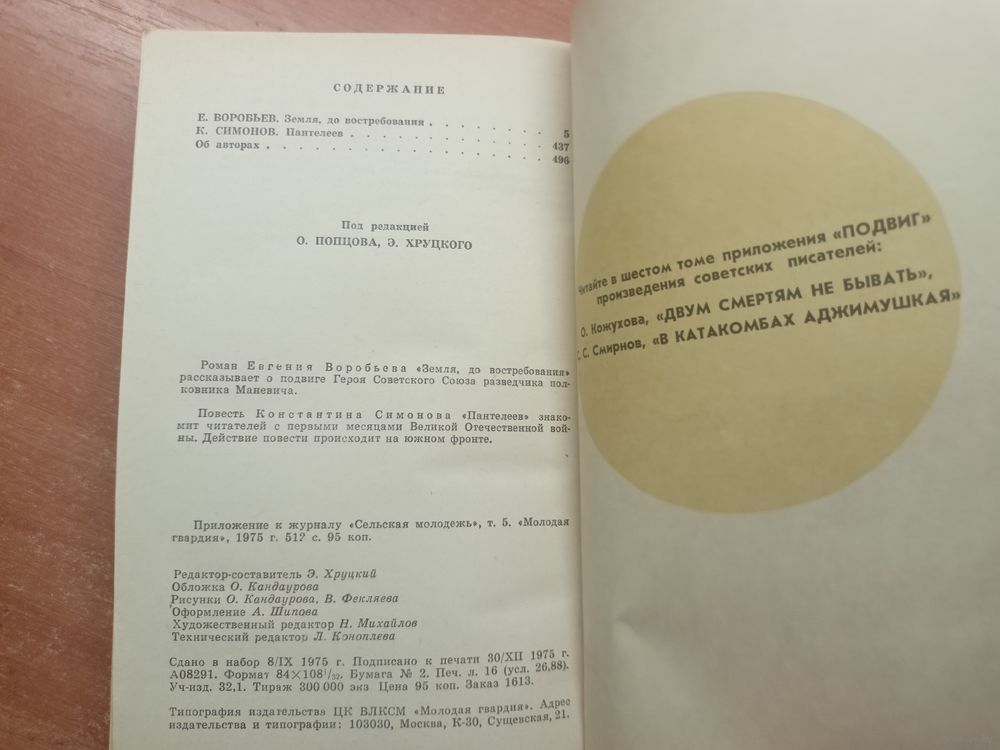 СОДЕРЖАНИЕ
Е. ВОРОБЬЕВ. Земля, до востребования . . . . . . . . 5
К. СИМОНОВ. Пантелеев . . . . . . . . . . . . . 437
Об авторах . . . . . . . . . . . . . . . . . 496
Под редакцией
О. ПОПЦОВА, Э. ХРУЦКОГО
Роман Евгения Воробьева «Земля, до востребования»
рассказывает о подвиге Героя Советского Союза разведчика пол-
ковника Маневича.
Повесть Константина Симонова «Пантелеев» знако-
мит читателей с первыми месяцами Великой Отечественной вой-
ны. Действие повести происходит на южном фронте.
Приложение к журналу «Сельская молодежь», т. 5. «Молодая
гвардия», 1975 г. 512 с. 95 коп.
Редактор-составитель Э. Хруцкий
Обложка О. Кандаурова
Рисунки О. Кандаурова, В. Фекляева
Оформление А. Шипова
Художественный редактор Н. Михайлов
Технический редактор Л. Коноплева
Сдано в набор 8/IX 1975 г. Подписано к печати 30/XII 1975 г.
А08291. Формат 84×108 1/32. Бумага № 2. Печ. л. 16 (усл. 26,88).
Уч-изд. 32,1. Тираж 300 000 экз Цена 95 коп. Заказ 1613.
Типография издательства ЦК ВЛКСМ «Молодая гвардия». Адрес
издательства и типографии: 103030, Москва, К-30, Сущевская, 21.
Читайте в шестом томе приложения «ПОДВИГ»
произведения советских писателей:
О. Кожухова, «ДВУМ СМЕРТЯМ НЕ БЫВАТЬ»,
С. Смирнов, «В КАТАКОМБАХ АДЖИМУШКАЯ»